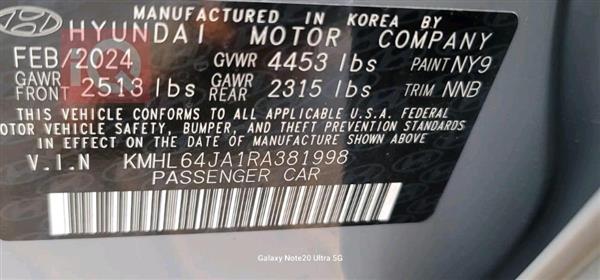 MANUFACTURED IN KOREA BY
HYUNDAI MOTOR COMPANY
FEB/2024 GVWR 4453 lbs PAINT NY9
GAWR FRONT 2513 lbs GAWR REAR 2315 lbs TRIM NNB
THIS VEHICLE CONFORMS TO ALL APPLICABLE U.S.A. FEDERAL
OTOR VEHICLE SAFETY, BUMPER, AND THEFT PREVENTION STANDARDS
IN EFFECT ON THE DATE OF MANUFACTURE SHOWN ABOVE
V.I.N KMHL64JA1RA381998
PASSENGER CAR
Galaxy Note20 Ultra 5G